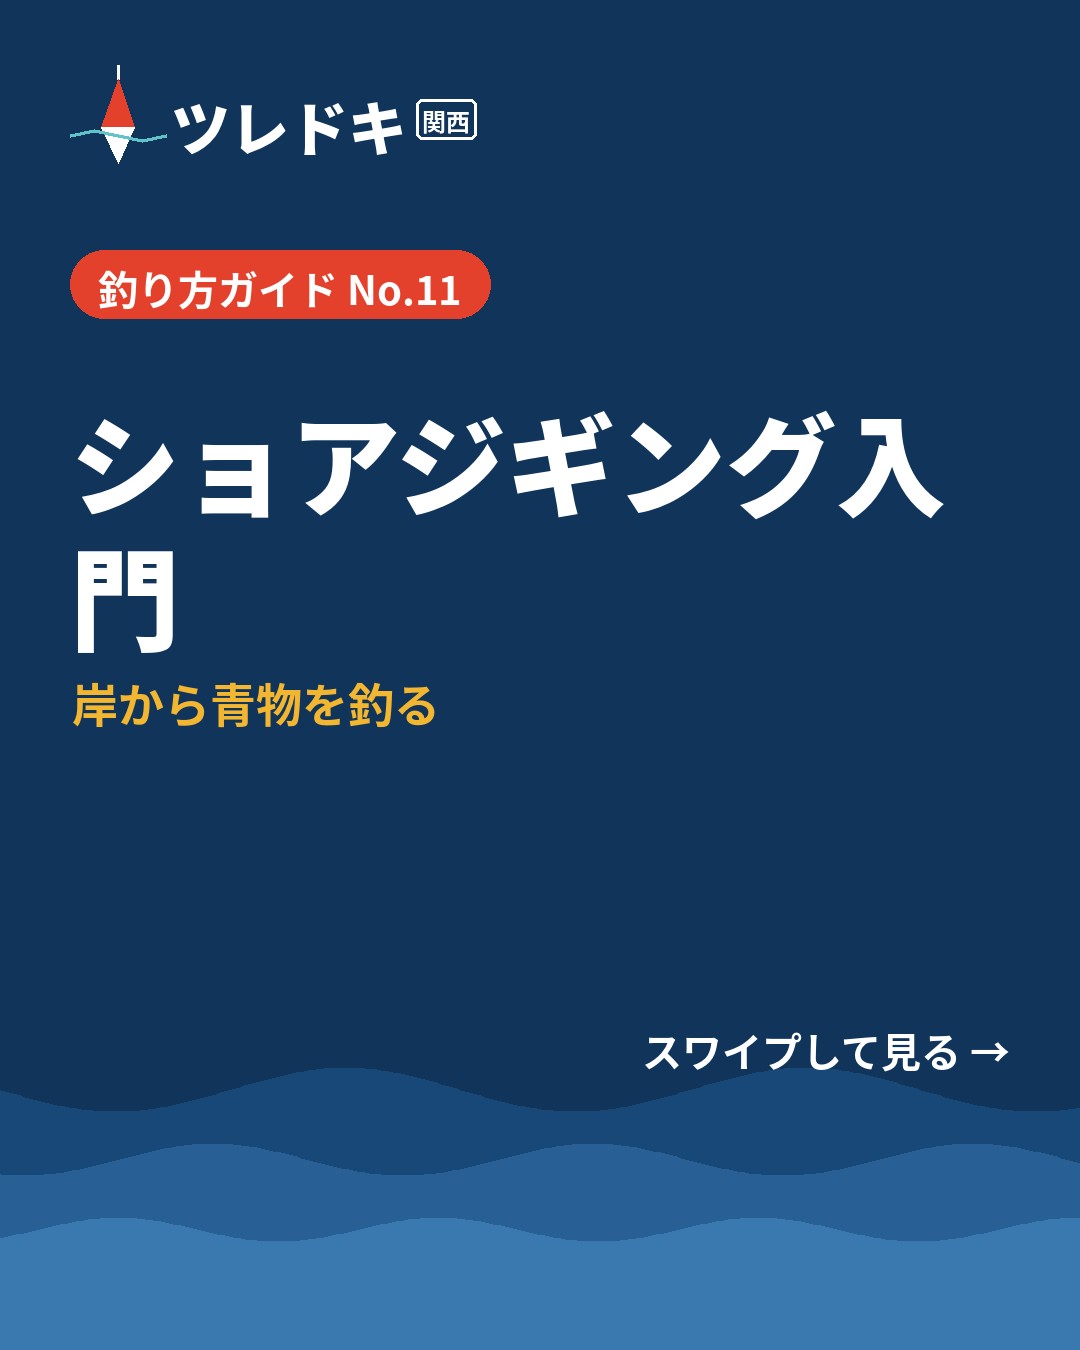 ツレドキ 関西
釣り方ガイド No.11
ショアジギング入
門
岸から青物を釣る
スワイプして見る →